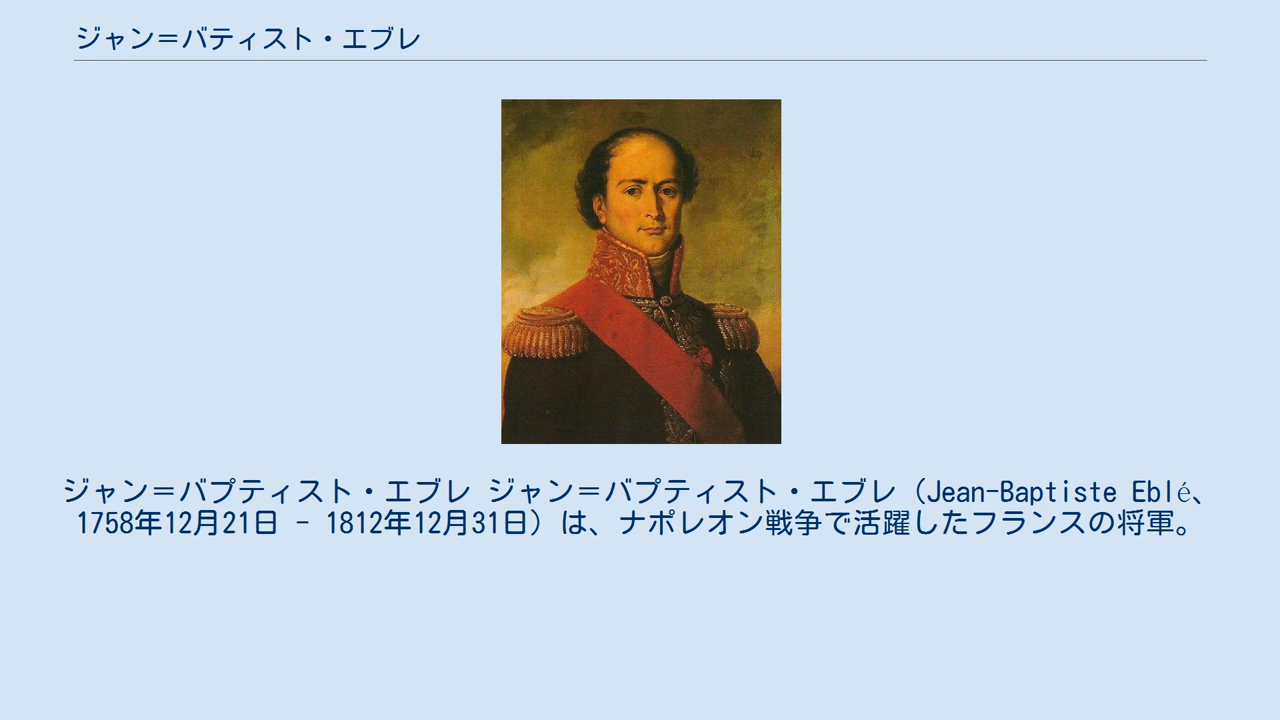 ジャン＝バティスト・エブレ
ジャン＝バプティスト・エブレ ジャン＝バプティスト・エブレ（Jean-Baptiste Eblé、
1758年12月21日 - 1812年12月31日）は、ナポレオン戦争で活躍したフランスの将軍。